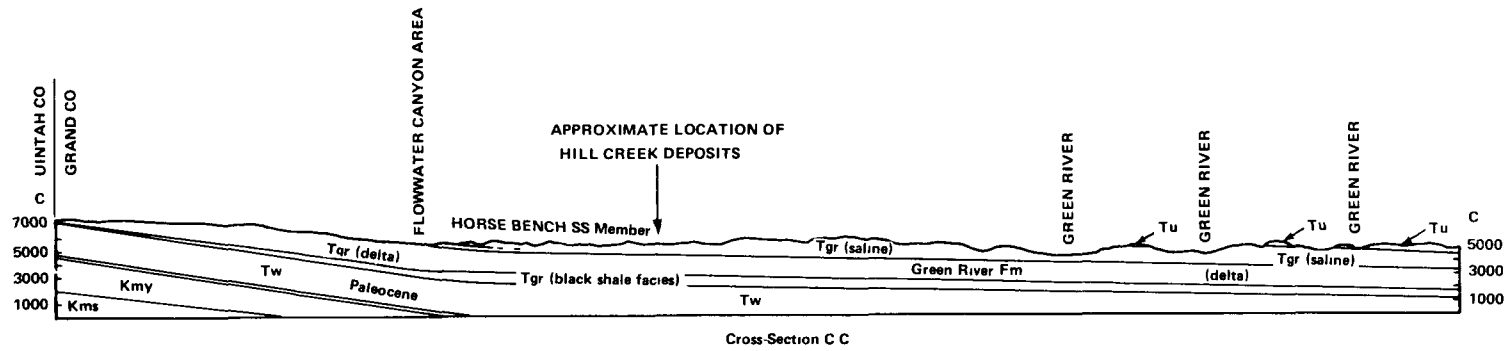 UINTAH CO
GRAND CO
C
7000
5000
3000
1000
FLOWWATER CANYON AREA
APPROXIMATE LOCATION OF
HILL CREEK DEPOSITS
HORSE BENCH SS Member
GREEN RIVER
GREEN RIVER
GREEN RIVER
Tu
Tu
Tu
C
5000
3000
1000
Tgr (delta)
Tgr (saline)
Tgr (saline)
Green River Fm
(delta)
Tw
Tgr (black shale facies)
Kmy
Paleocene
Tw
Kms
Cross-Section C C